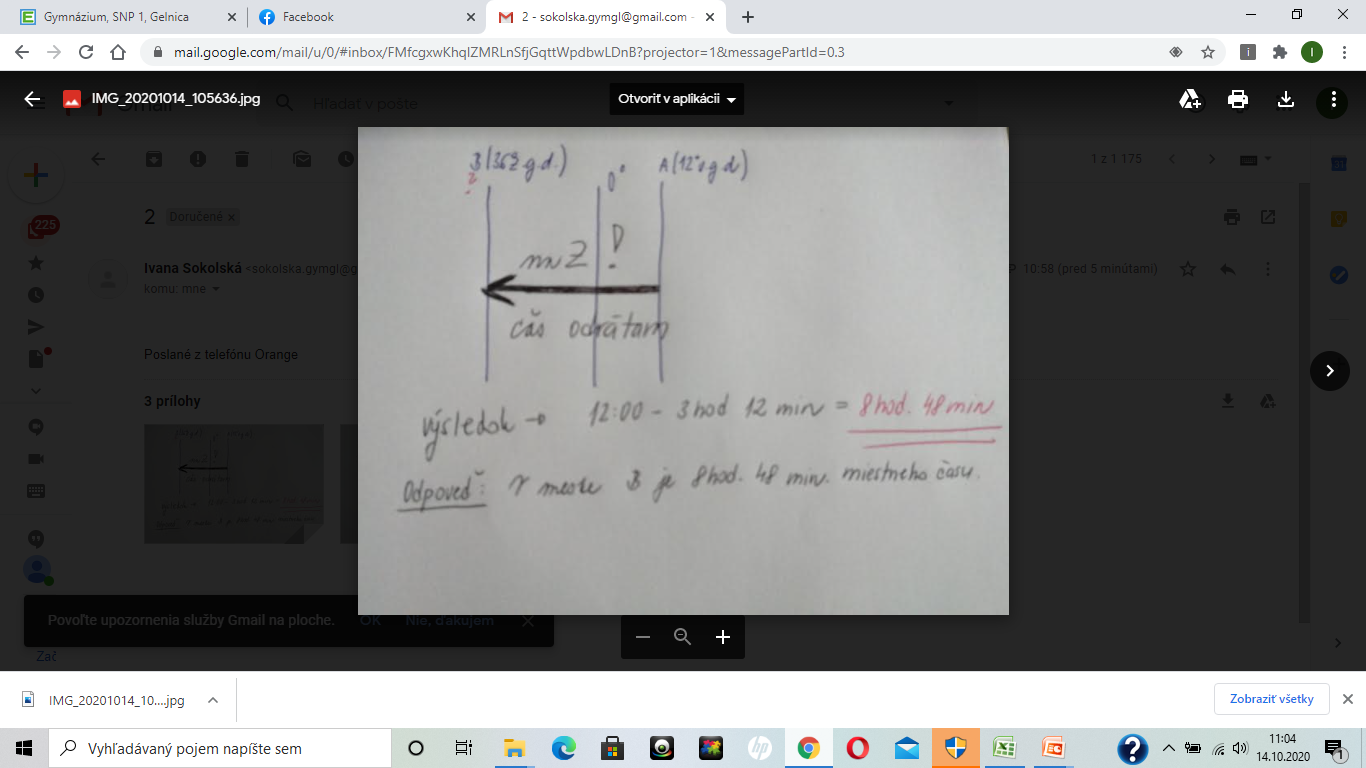 Gymnázium, SNP 1, Gelnica
Facebook
2 - sokolska.gymgl@gmail.com -
mail.google.com/mail/u/0/#inbox/FMfcgxwKhqlZMRLnSfjGqttWpdbwLDnB?projector=1&messagePartId=0.3
IMG_20201014_105636.jpg
Hľadať v pošte
Otvoriť v aplikácii
1 z 1 175
2 Doručené
225
Ivana Sokolská <sokolska.gymgl@g
10:58 (pred 5 minútami)
komu: mne
Poslané z telefónu Orange
3 prílohy
B (36°Z g.d.) 0° A (12° g d)
?
na Z !
čas odrátam
výsledok → 12:00 - 3 hod 12 min = 8 hod. 48 min
Odpoveď: V meste B je 8 hod. 48 min. miestneho času.
Povoľte upozornenia služby Gmail na ploche. OK Nie, ďakujem
Zač
IMG_20201014_10....jpg
Zobraziť všetky
Vyhľadávaný pojem napíšte sem
11:04
14.10.2020
1